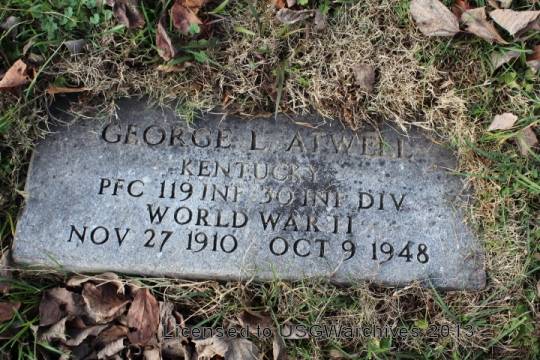 GEORGE L. ATWELL
KENTUCKY
PFC 119 INF 30 INF DIV
WORLD WAR II
NOV 27 1910 OCT 9 1948
Licensed to USGWarchives 2013